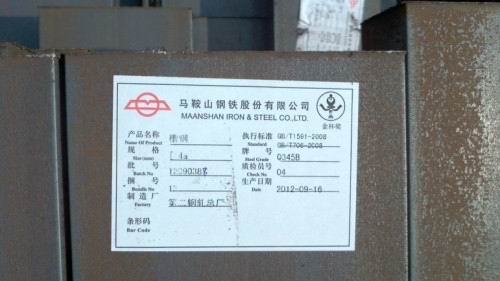 马鞍山钢铁股份有限公司
MAANSHAN IRON & STEEL CO.,LTD.
金杯奖
产品名称 槽钢
Name Of Product
规格
Size (mm)
批号
Batch No
捆号
Bundle No
制造厂 第二钢轧总厂
Factory
条形码
Bar Code
执行标准 GB/T1591-2008
Standard GB/T706-2008
牌号 Q345B
Steel Grade
质检员号 04
Check No
生产日期 2012-09-16
Date